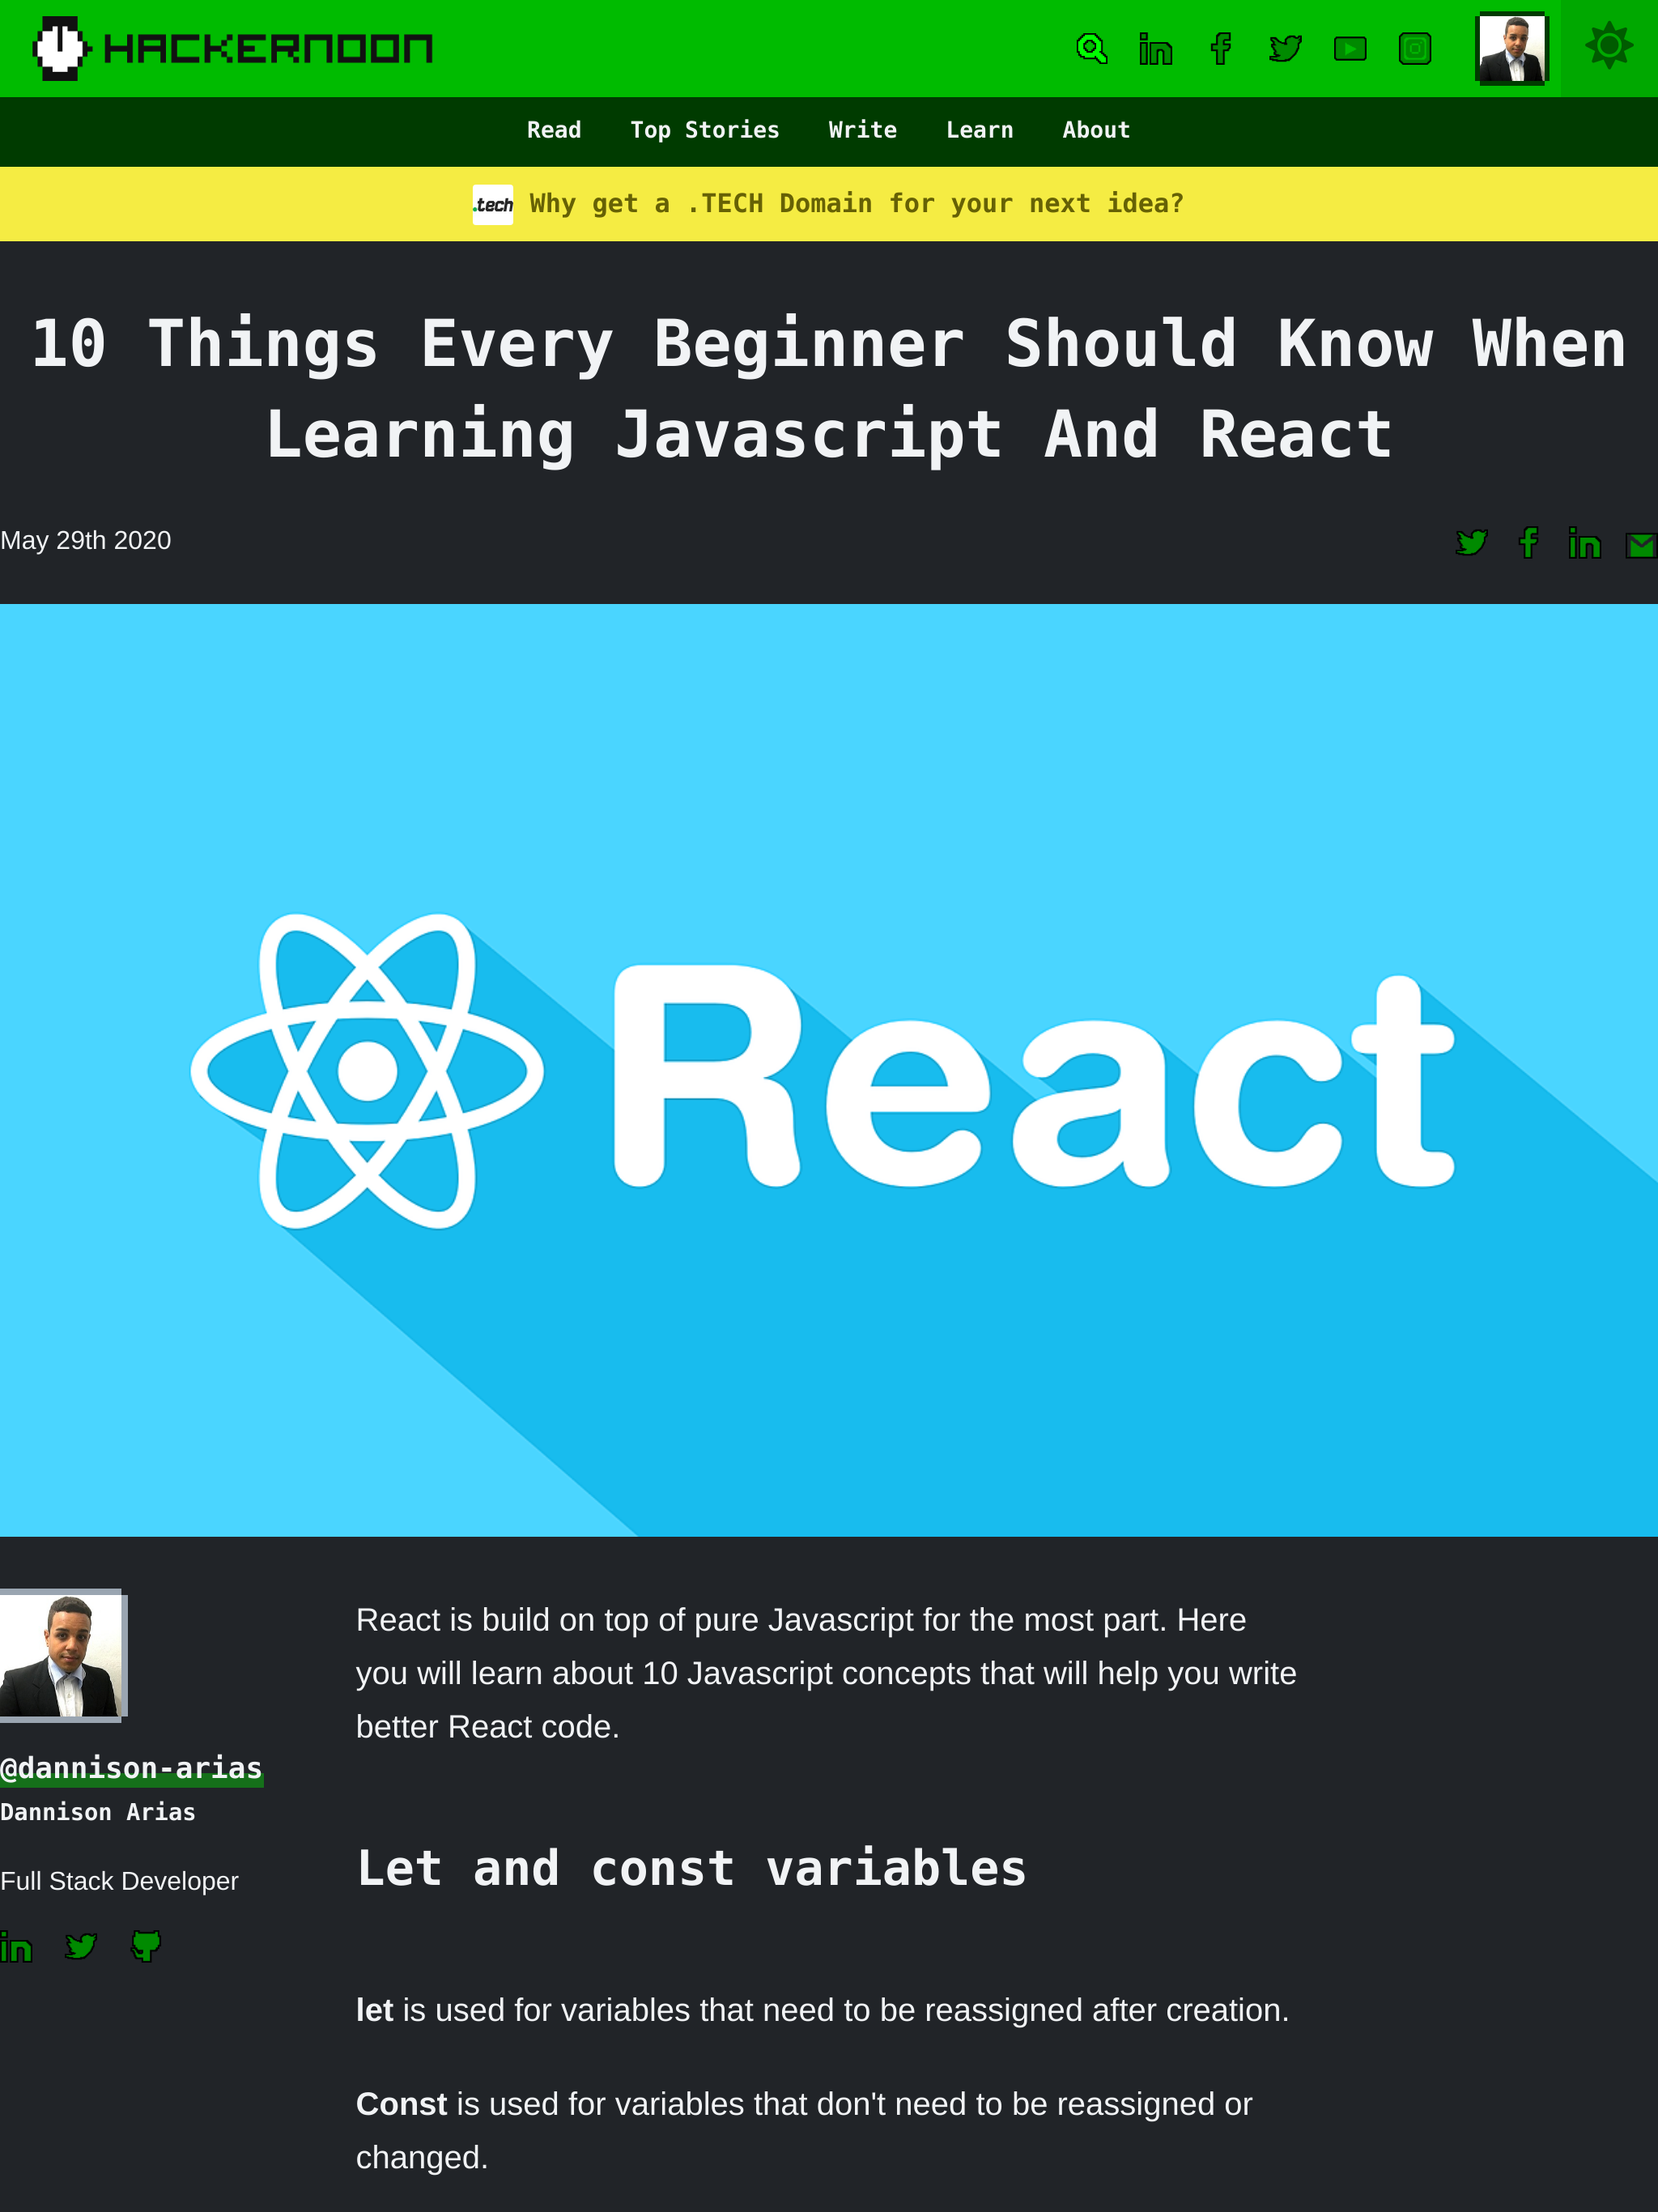 HACKERNOON
Read Top Stories Write Learn About
.tech Why get a .TECH Domain for your next idea?
10 Things Every Beginner Should Know When
Learning Javascript And React
May 29th 2020
React
React is build on top of pure Javascript for the most part. Here
you will learn about 10 Javascript concepts that will help you write
better React code.
@dannison-arias
Dannison Arias
Full Stack Developer
Let and const variables
let is used for variables that need to be reassigned after creation.
Const is used for variables that don't need to be reassigned or
changed.